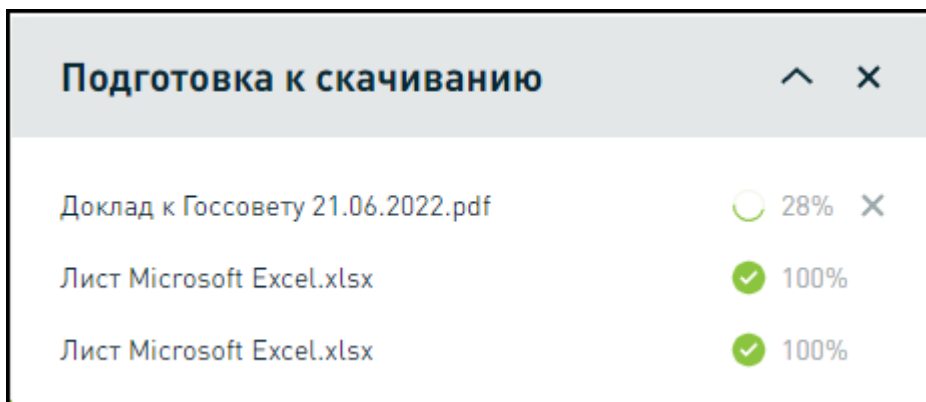 Подготовка к скачиванию
Доклад к Госсовету 21.06.2022.pdf 28%
Лист Microsoft Excel.xlsx 100%
Лист Microsoft Excel.xlsx 100%